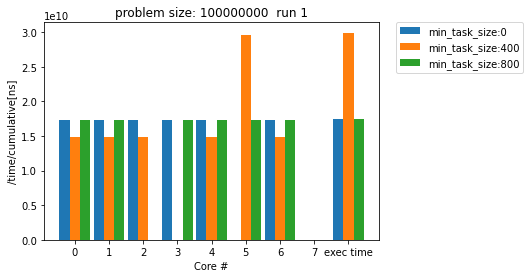 problem size: 100000000 run 1
1e10
3.0
2.5
2.0
1.5
1.0
0.5
0.0
/time/cumulative[ns]
0 1 2 3 4 5 6 7 exec time
Core #
min_task_size:0
min_task_size:400
min_task_size:800